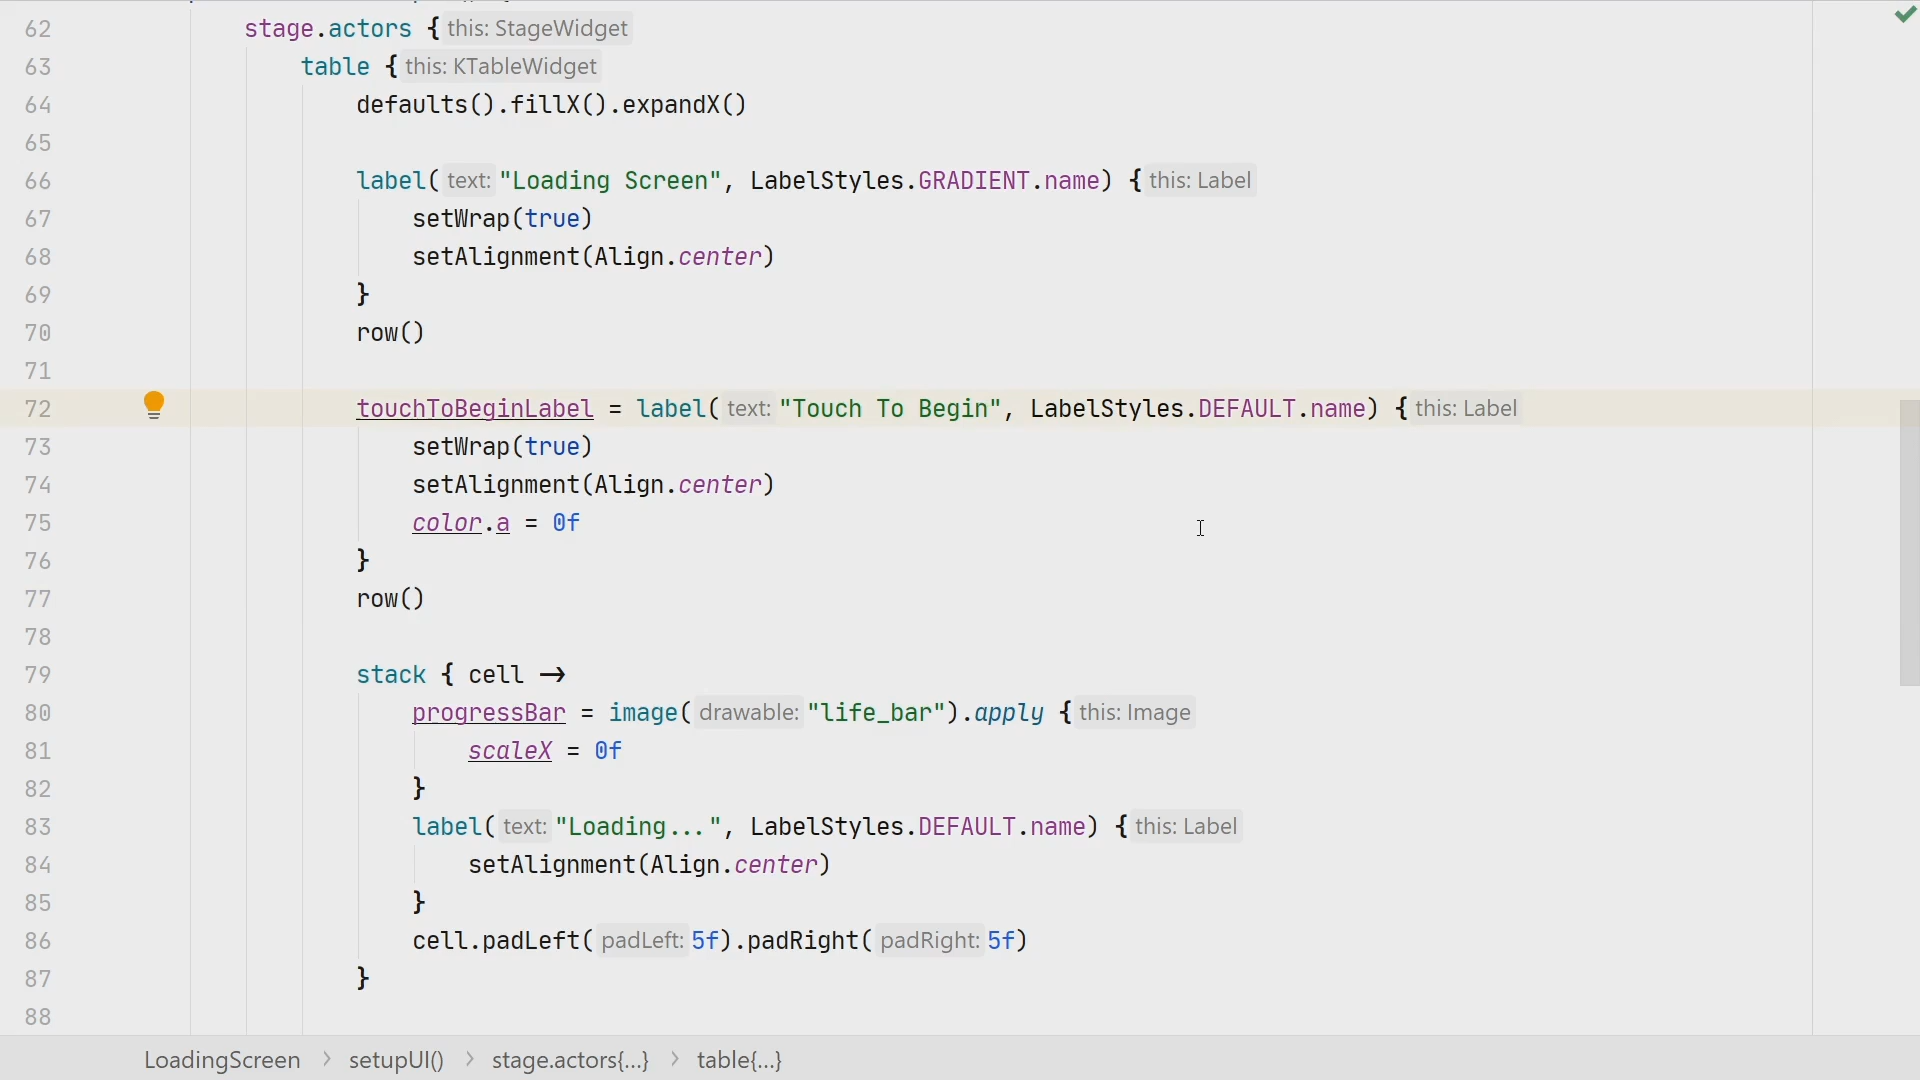 62 stage.actors { this: StageWidget
63 table { this: KTableWidget
64 defaults().fillX().expandX()
65
66 label( text: "Loading Screen", LabelStyles.GRADIENT.name) { this: Label
67 setWrap(true)
68 setAlignment(Align.center)
69 }
70 row()
71
72 touchToBeginLabel = label( text: "Touch To Begin", LabelStyles.DEFAULT.name) { this: Label
73 setWrap(true)
74 setAlignment(Align.center)
75 color.a = 0f
76 }
77 row()
78
79 stack { cell →
80 progressBar = image( drawable: "life_bar").apply { this: Image
81 scaleX = 0f
82 }
83 label( text: "Loading...", LabelStyles.DEFAULT.name) { this: Label
84 setAlignment(Align.center)
85 }
86 cell.padLeft( padLeft: 5f).padRight( padRight: 5f)
87 }
88
LoadingScreen > setupUI() > stage.actors{...} > table{...}